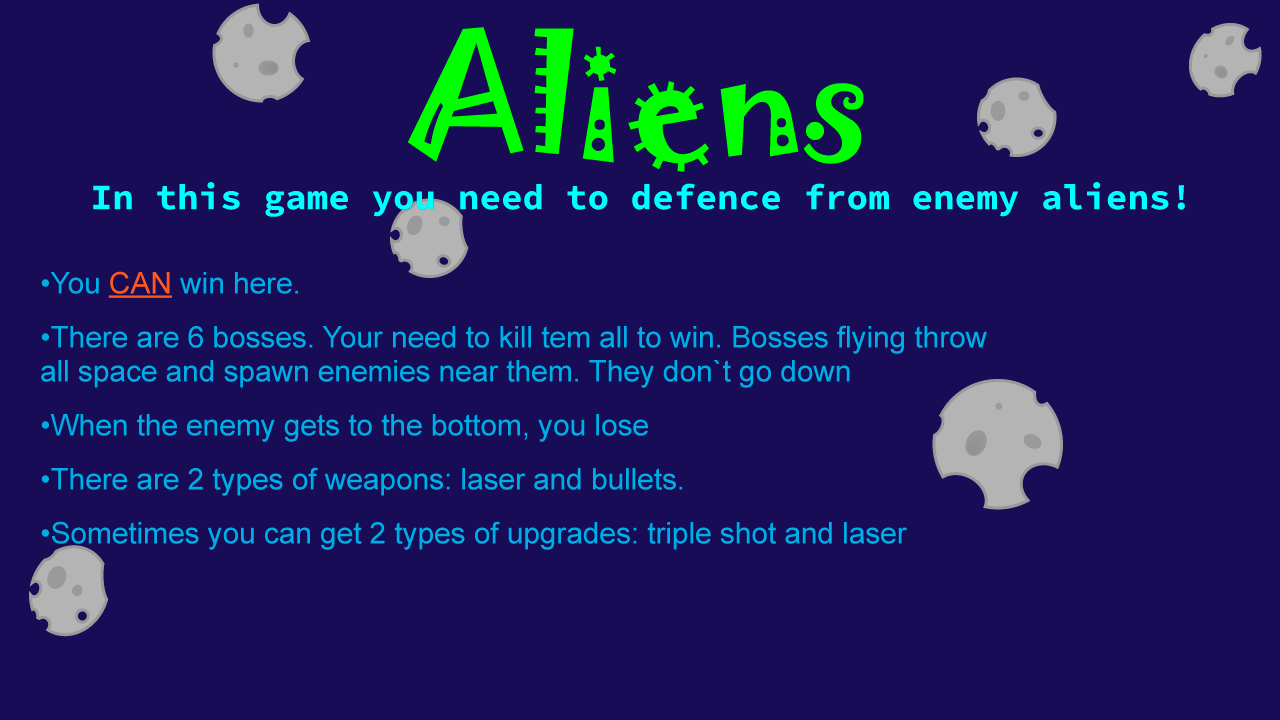 Aliens
In this game you need to defence from enemy aliens!
•You CAN win here.
•There are 6 bosses. Your need to kill tem all to win. Bosses flying throw
all space and spawn enemies near them. They don`t go down
•When the enemy gets to the bottom, you lose
•There are 2 types of weapons: laser and bullets.
•Sometimes you can get 2 types of upgrades: triple shot and laser